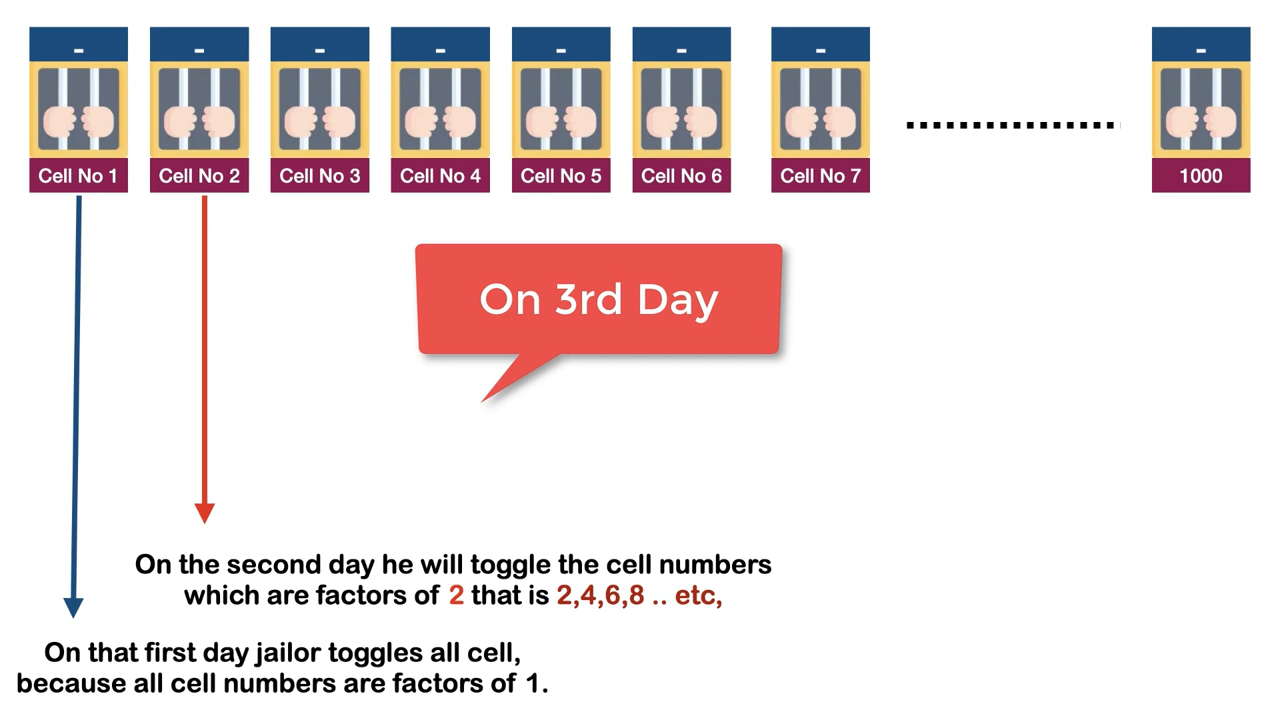 - - - - - - - -
Cell No 1 Cell No 2 Cell No 3 Cell No 4 Cell No 5 Cell No 6 Cell No 7 1000
On 3rd Day
On the second day he will toggle the cell numbers
which are factors of 2 that is 2,4,6,8 .. etc,
On that first day jailor toggles all cell,
because all cell numbers are factors of 1.